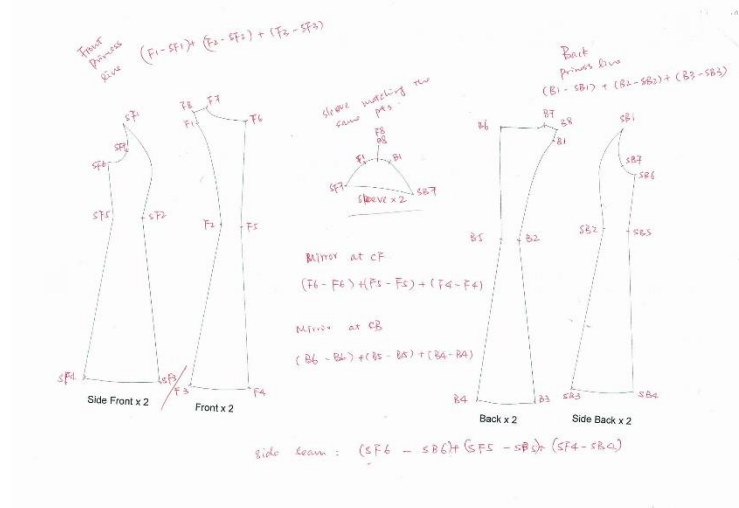 Front
princess
line
(F1-SF1)+ (F2-SF2) + (F3-SF3)
Back
princess line
(B1-SB1) + (B2-SB2) + (B3-SB3)
sleeve matching the
same pts.
F8
B8
F1
B1
SF7
SB7
Sleeve x 2
SF1
SF6
SF5
SF2
SF4
SF3
Side Front x 2
F8
F7
F1
F6
F2
F5
F3
F4
Front x 2
Mirror at CF
(F6-F6)+(F5-F5)+(F4-F4)
Mirror at CB
(B6-B6)+(B5-B5)+(B4-B4)
B6
B7
B8
B1
B5
B2
B4
B3
Back x 2
SB1
SB7
SB6
SB2
SB5
SB3
SB4
Side Back x 2
Side seam : (SF6 - SB6)+ (SF5 - SB5)+ (SF4-SB4)